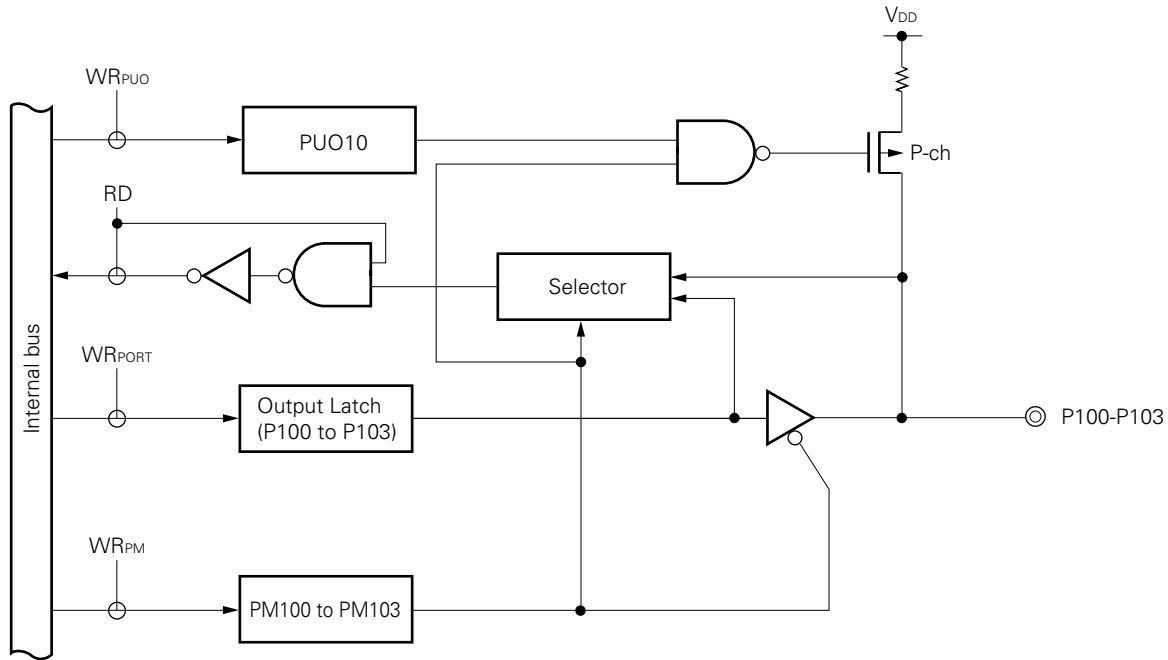 VDD
WRPUO
PUO10
P-ch
RD
Selector
Internal bus
WRPORT
Output Latch
(P100 to P103)
P100-P103
WRPM
PM100 to PM103